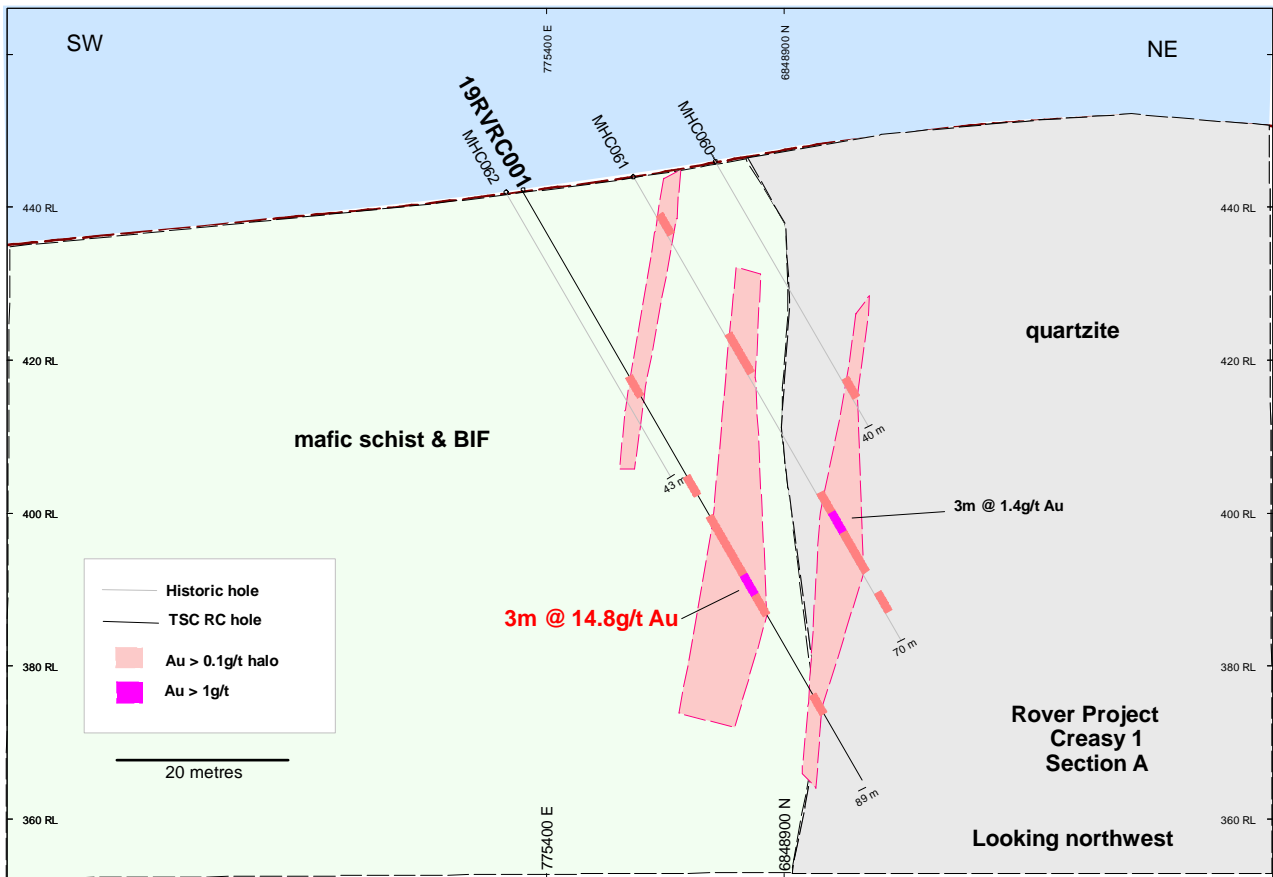 SW
775400 E
6848900 N
NE
19RVRC001
MHC062
MHC061
MHC060
440 RL
440 RL
420 RL
420 RL
quartzite
mafic schist & BIF
40 m
43 m
400 RL
400 RL
3m @ 1.4g/t Au
Historic hole
TSC RC hole
Au > 0.1g/t halo
Au > 1g/t
3m @ 14.8g/t Au
70 m
380 RL
380 RL
Rover Project
Creasy 1
Section A
20 metres
89 m
360 RL
360 RL
775400 E
6848900 N
Looking northwest